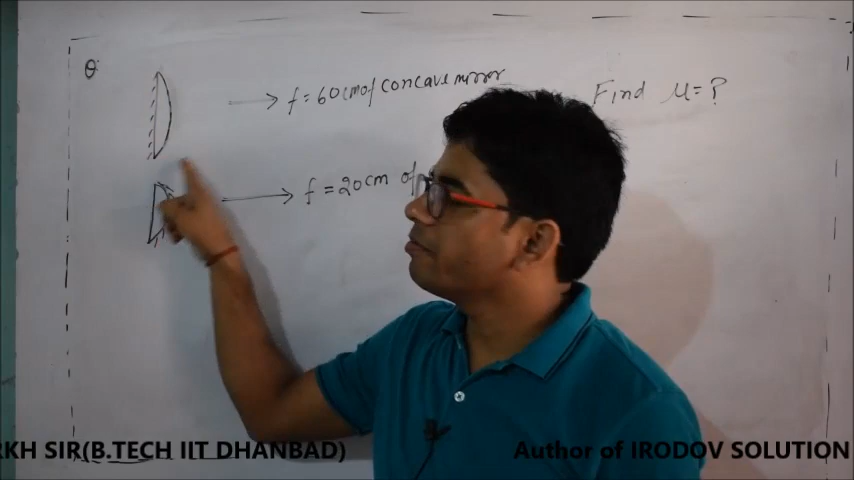 Q:
f = 60cm of concave mirror
Find μ = ?
f = 20cm of
RKH SIR(B.TECH IIT DHANBAD)
Author of IRODOV SOLUTION